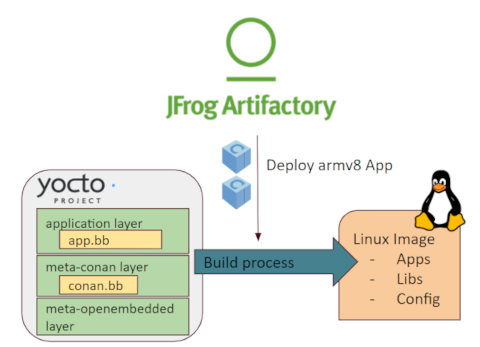 JFrog Artifactory
Deploy armv8 App
yocto
PROJECT
application layer
app.bb
meta-conan layer
conan.bb
meta-openembedded
layer
Build process
Linux Image
- Apps
- Libs
- Config